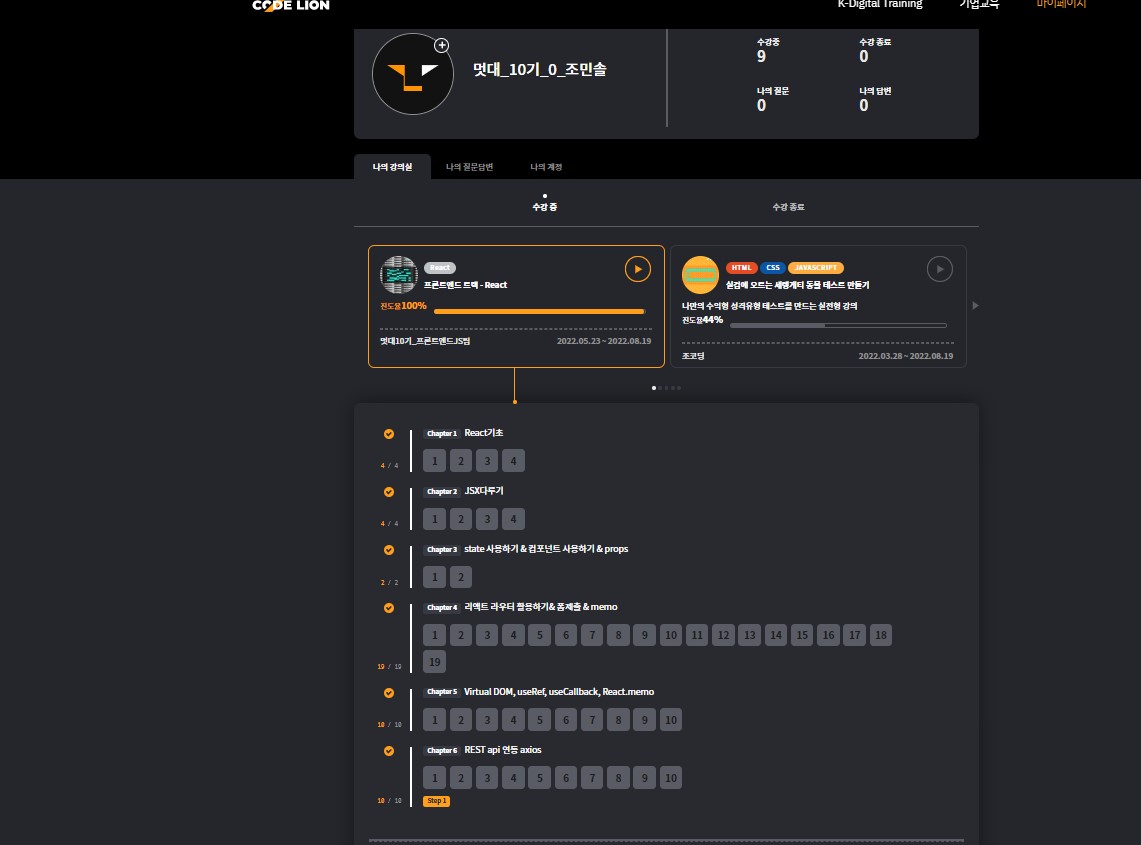 CODE LION
K-Digital Training 기업교육 마이페이지
멋대_10기_0_조민솔
수강중 수강 종료
9 0
나의 질문 나의 답변
0 0
나의 강의실 나의 질문답변 나의 계정
수강 중 수강 종료
React
프론트엔드 트랙 - React
진도율100%
멋대10기_프론트엔드JS팀 2022.05.23 ~ 2022.08.19
HTML CSS JAVASCRIPT
실검에 오르는 세렝게티 동물 테스트 만들기
나만의 수익형 성격유형 테스트를 만드는 실전형 강의
진도율44%
조코딩 2022.03.28 ~ 2022.08.19
Chapter 1 React기초
1 2 3 4
4 / 4
Chapter 2 JSX다루기
1 2 3 4
4 / 4
Chapter 3 state 사용하기 & 컴포넌트 사용하기 & props
1 2
2 / 2
Chapter 4 리액트 라우터 활용하기& 폼제출 & memo
1 2 3 4 5 6 7 8 9 10 11 12 13 14 15 16 17 18
19
19 / 19
Chapter 5 Virtual DOM, useRef, useCallback, React.memo
1 2 3 4 5 6 7 8 9 10
10 / 10
Chapter 6 REST api 연동 axios
1 2 3 4 5 6 7 8 9 10
10 / 10 Step 1